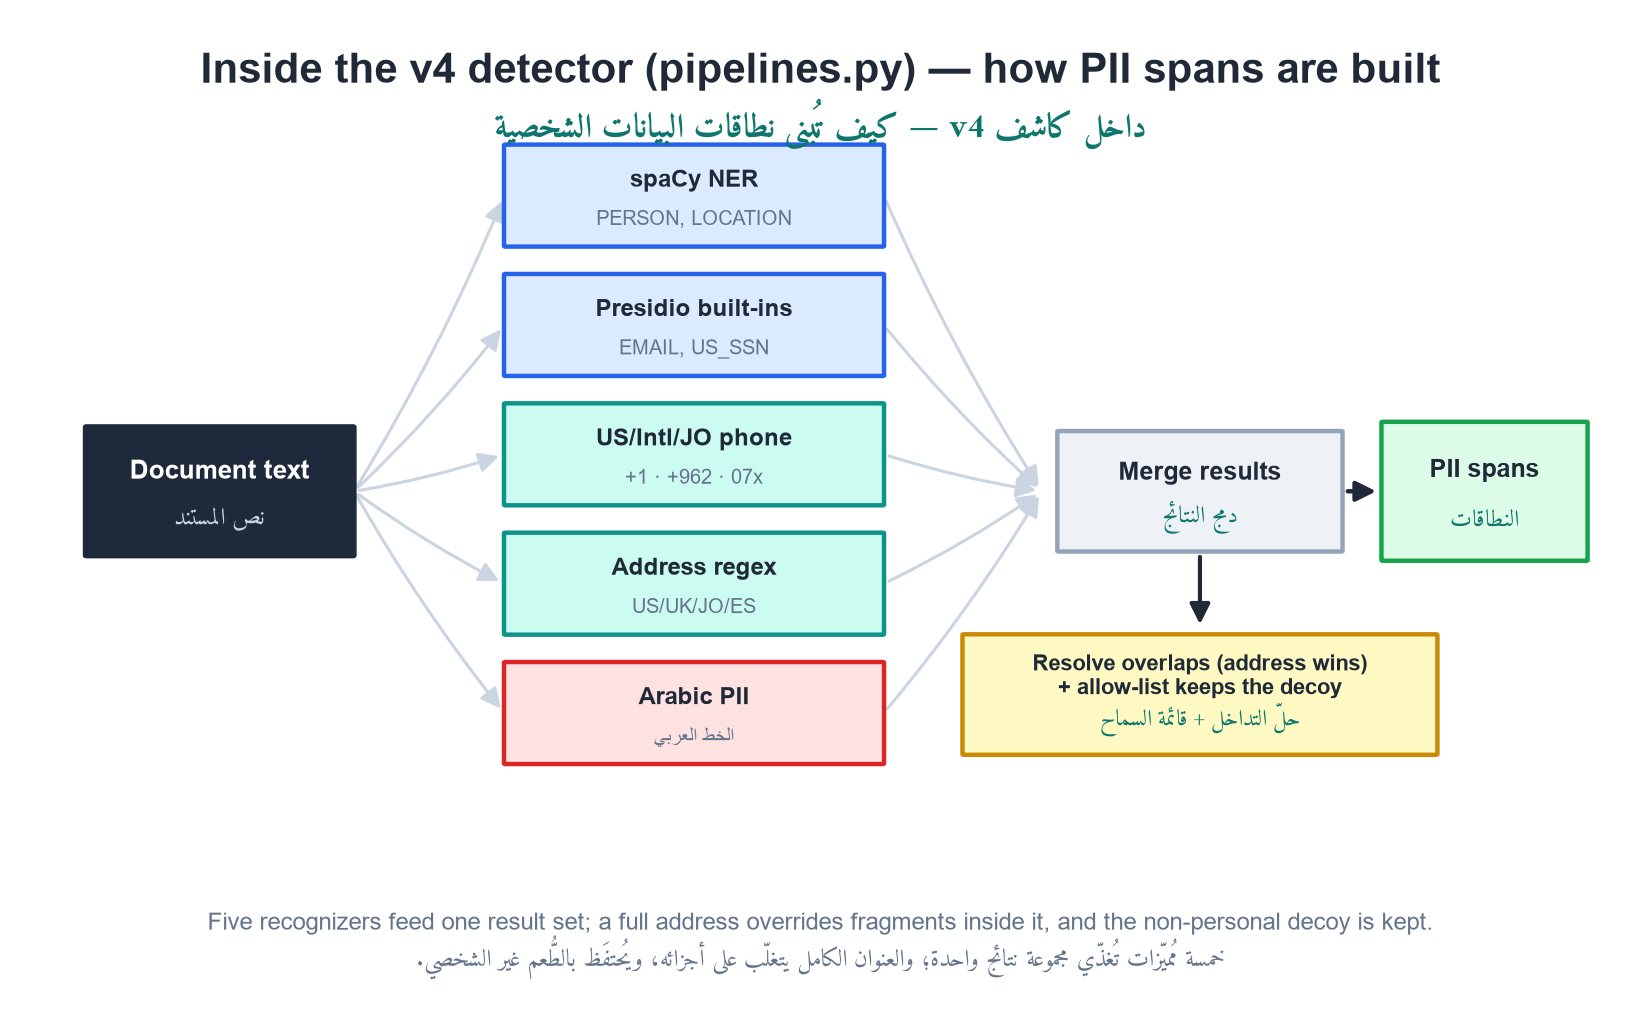 Inside the v4 detector (pipelines.py) — how PII spans are built
داخل كاشف v4 — كيف تُبنى نطاقات البيانات الشخصية
spaCy NER
PERSON, LOCATION
Presidio built-ins
EMAIL, US_SSN
US/Intl/JO phone
+1 · +962 · 07x
Address regex
US/UK/JO/ES
Arabic PII
الخط العربي
Document text
نص المستند
Merge results
دمج النتائج
PII spans
النطاقات
Resolve overlaps (address wins)
+ allow-list keeps the decoy
حلّ التداخل + قائمة السماح
Five recognizers feed one result set; a full address overrides fragments inside it, and the non-personal decoy is kept.
خمسة مُميّزات تُغذّي مجموعة نتائج واحدة؛ والعنوان الكامل يتغلّب على أجزائه، ويُحتفَظ بالطُّعم غير الشخصي.